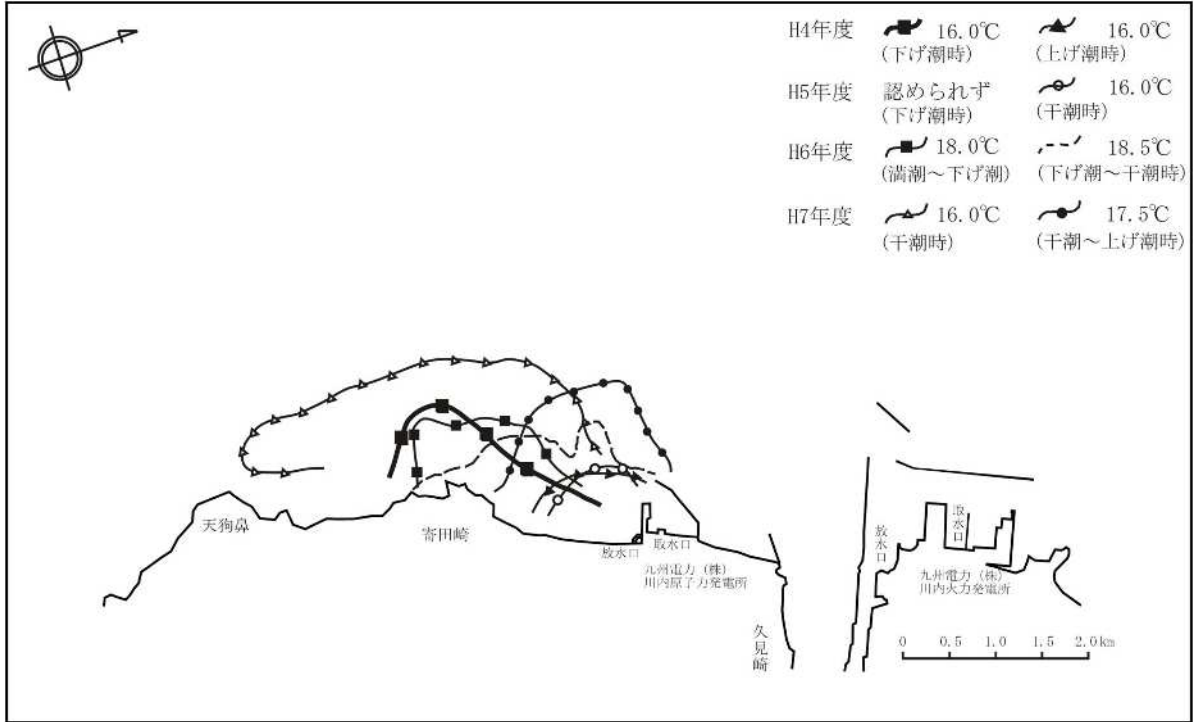 H4年度 16.0℃ 16.0℃
(下げ潮時) (上げ潮時)
H5年度 認められず 16.0℃
(下げ潮時) (干潮時)
H6年度 18.0℃ 18.5℃
(満潮～下げ潮) (下げ潮～干潮時)
H7年度 16.0℃ 17.5℃
(干潮時) (干潮～上げ潮時)
天狗鼻
寄田崎
放水口
取水口
九州電力（株）
川内原子力発電所
久見崎
放水口
取水口
九州電力（株）
川内火力発電所
0 0.5 1.0 1.5 2.0km